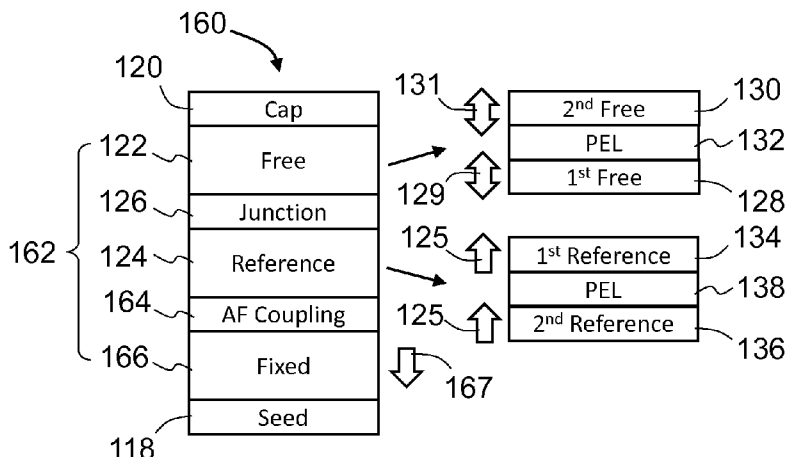 160
120
Cap
131
2nd Free
130
122
Free
PEL
132
126
Junction
129
1st Free
128
162
124
Reference
125
1st Reference
134
164
AF Coupling
PEL
138
125
2nd Reference
136
166
Fixed
167
118
Seed